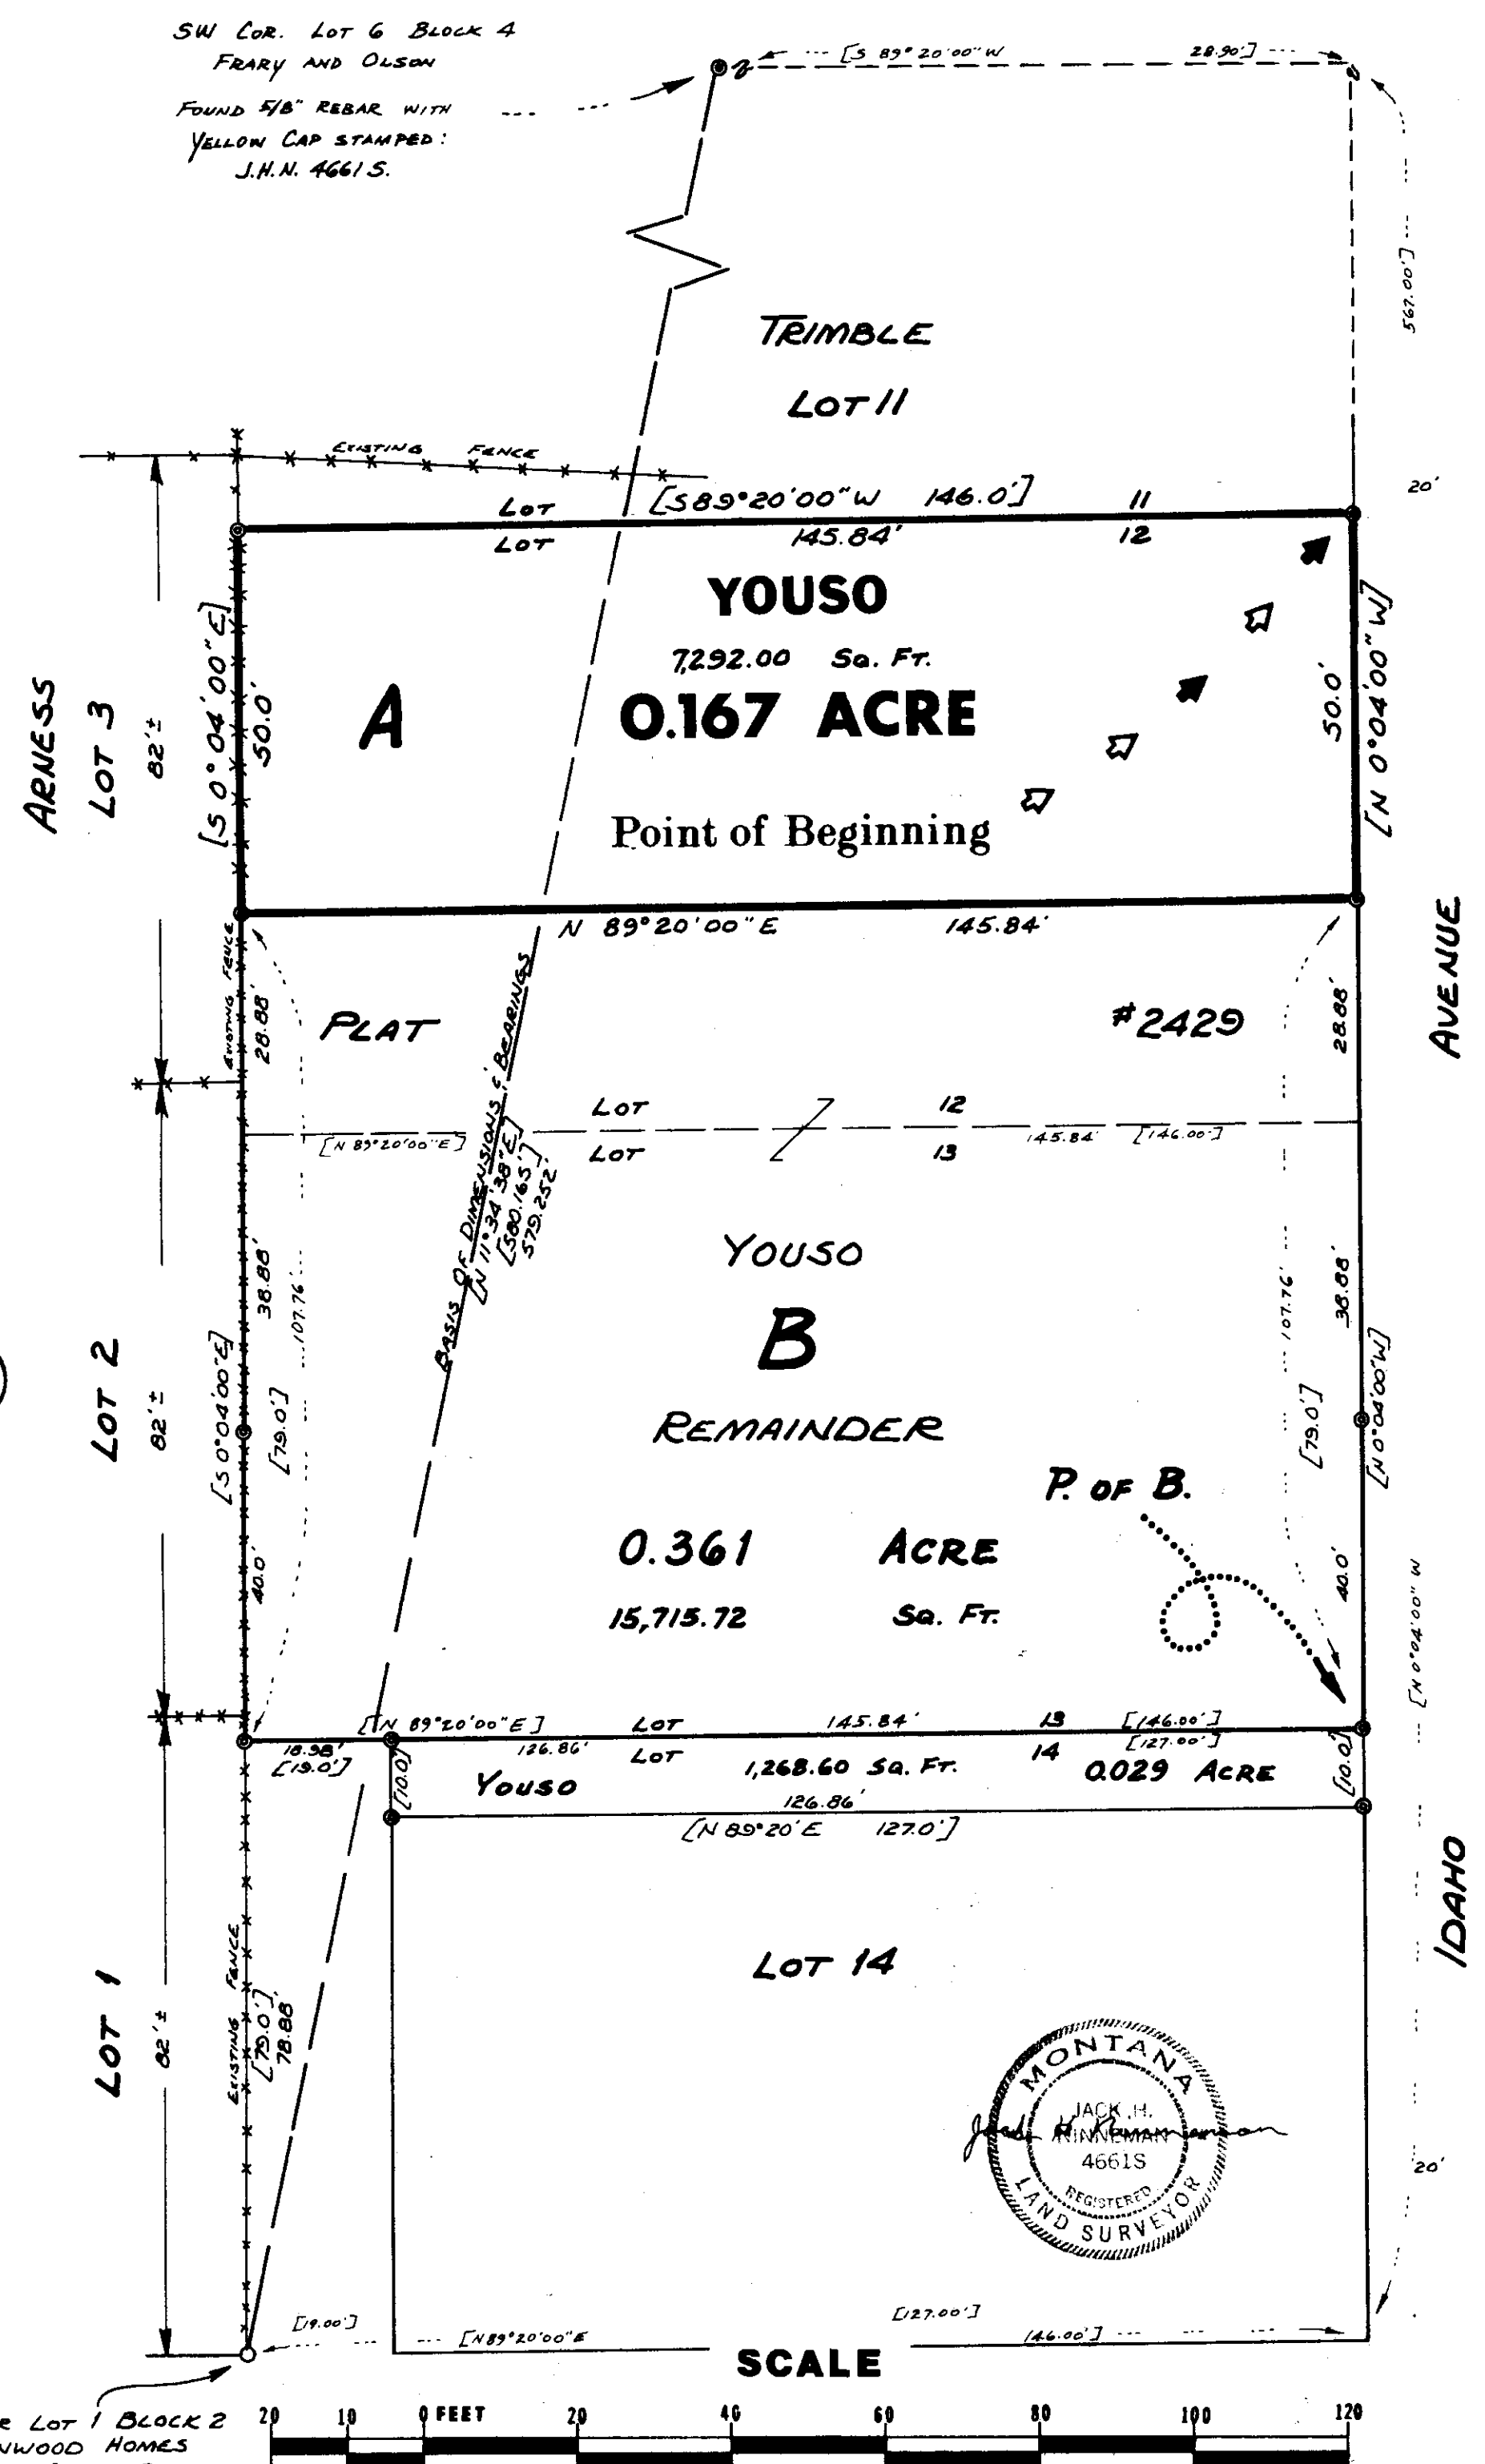 SW COR. LOT 6 BLOCK 4
FRARY AND OLSON
FOUND 5/8" REBAR WITH
YELLOW CAP STAMPED:
J.H.N. 4661 S.
[S 89°20'00" W 28.90']
567.00']
TRIMBLE
LOT 11
EXISTING FENCE
20'
LOT [S 89°20'00" W 146.0'] 11
LOT 145.84' 12
YOUSO
7,292.00 SQ. FT.
0.167 ACRE
A
Point of Beginning
[S 0°04'00" E]
50.0'
50.0'
[N 0°04'00" W]
ARNESS
LOT 3
82'±
N 89°20'00" E 145.84'
EXISTING FENCE
28.88'
PLAT #2429
28.88'
AVENUE
LOT 12
[N 89°20'00" E] 145.84' [146.00']
LOT 13
BASIS OF DIMENSIONS & BEARINGS
[N 11°34'38" E]
[580.165']
579.252'
YOUSO
B
REMAINDER
38.88'
107.76'
107.76'
38.88'
LOT 2
82'±
[S 0°04'00" E]
[79.0']
[79.0']
[N 0°04'00" W]
P. OF B.
0.361 ACRE
15,715.72 SQ. FT.
40.0'
40.0'
[N 0°04'00" W
[N 89°20'00" E] LOT 145.84' 13 [146.00']
18.98' 126.86' LOT 14 [127.00']
[19.0'] [10.0'] YOUSO 1,268.60 SQ. FT. 0.029 ACRE [10.0']
126.86'
[N 89°20' E 127.0']
LOT 14
IDAHO
LOT 1
82'±
EXISTING FENCE
[79.0']
78.88'
MONTANA
JACK H.
NINNEMAN
4661S
REGISTERED
LAND SURVEYOR
20'
[19.00'] [127.00']
[N 89°20'00" E 146.00']
SCALE
LOT 1 BLOCK 2
HOMES
20 10 0 FEET 20 40 60 80 100 120